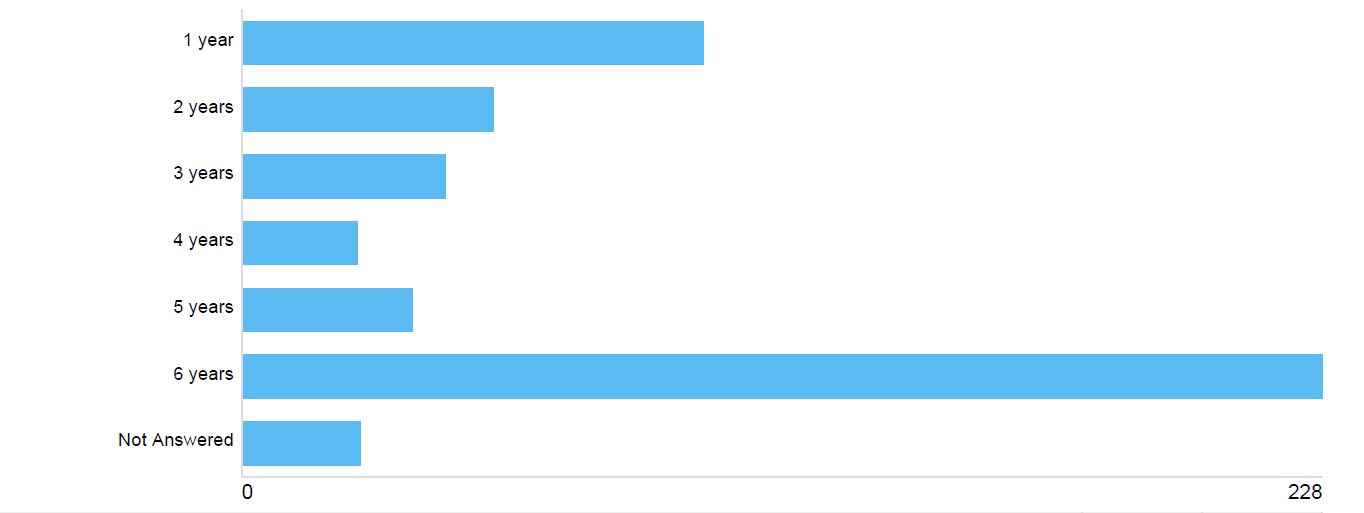 1 year
2 years
3 years
4 years
5 years
6 years
Not Answered
0 228